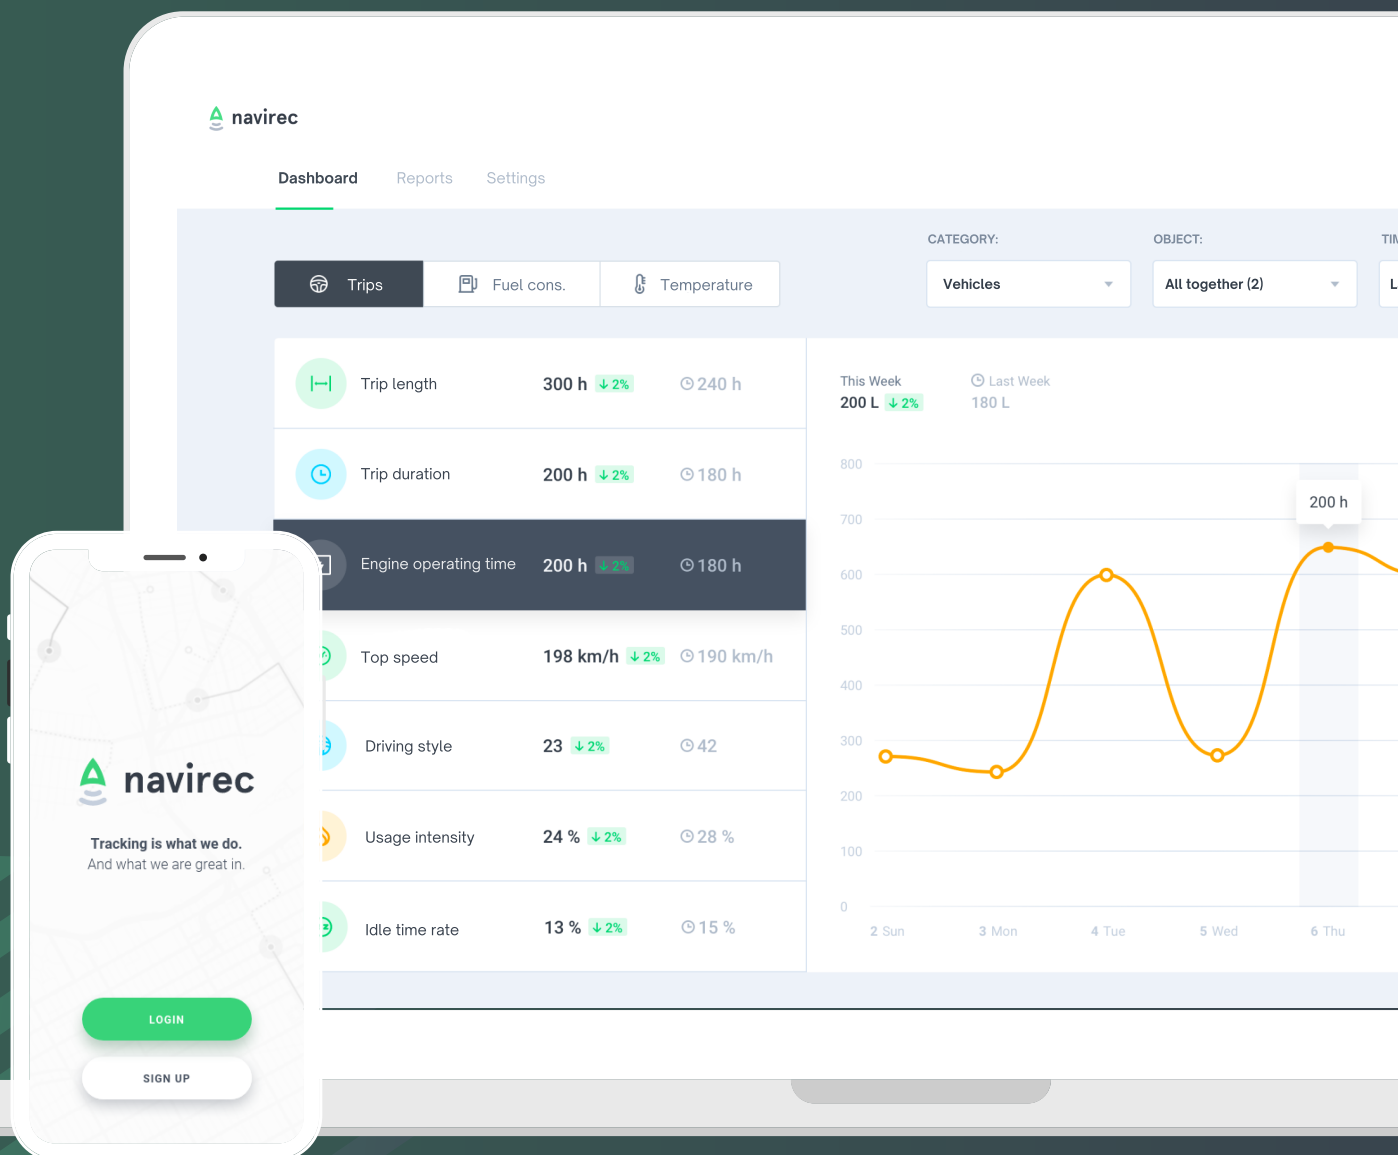 navirec
Dashboard Reports Settings
CATEGORY: OBJECT:
Trips Fuel cons. Temperature
Vehicles All together (2)
Trip length 300 h ↓ 2% 240 h
Trip duration 200 h ↓ 2% 180 h
Engine operating time 200 h ↓ 2% 180 h
Top speed 198 km/h ↓ 2% 190 km/h
Driving style 23 ↓ 2% 42
Usage intensity 24 % ↓ 2% 28 %
Idle time rate 13 % ↓ 2% 15 %
This Week Last Week
200 L ↓ 2% 180 L
800
200 h
700
600
500
400
300
200
100
0
2 Sun 3 Mon 4 Tue 5 Wed 6 Thu
navirec
Tracking is what we do.
And what we are great in.
LOGIN
SIGN UP